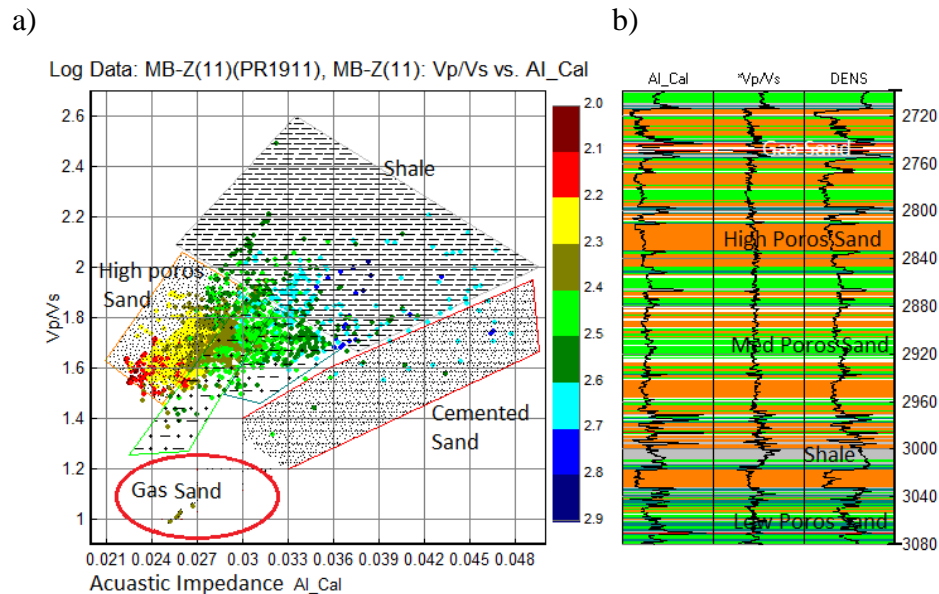 a)
b)
Log Data: MB-Z(11)(PR1911), MB-Z(11): Vp/Vs vs. AI_Cal
Vp/Vs
2.6
2.4
2.2
2
1.8
1.6
1.4
1.2
1
Shale
High poros
Sand
Cemented
Sand
Gas Sand
0.021 0.024 0.027 0.03 0.033 0.036 0.039 0.042 0.045 0.048
Acuastic Impedance AI_Cal
2.0
2.1
2.2
2.3
2.4
2.5
2.6
2.7
2.8
2.9
AI_Cal *Vp/Vs DENS
Gas Sand
High Poros Sand
Med Poros Sand
Shale
Low Poros Sand
2720
2760
2800
2840
2880
2920
2960
3000
3040
3080